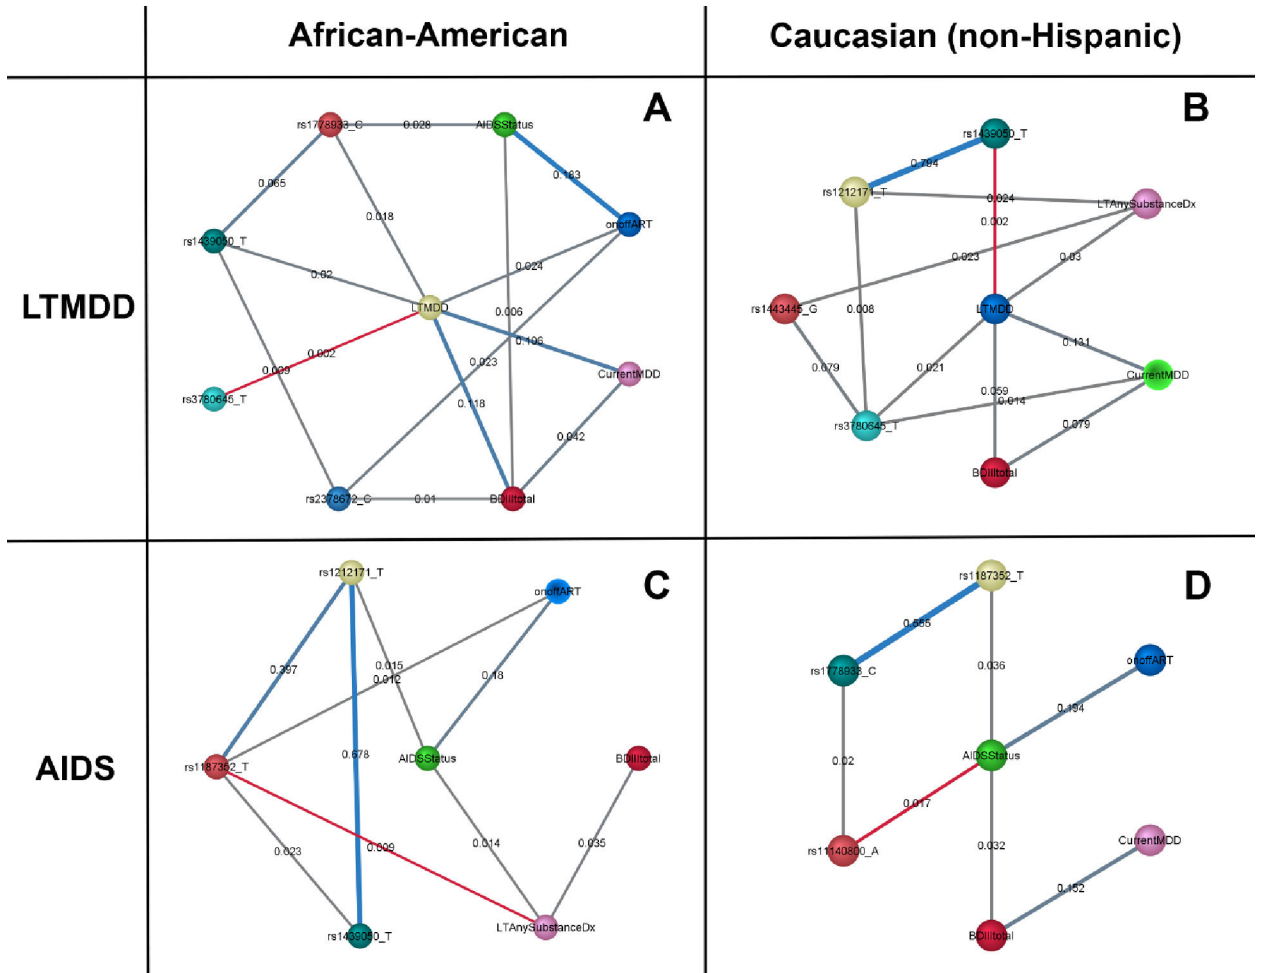 African-American
Caucasian (non-Hispanic)
LTMDD
A
rs1778933_C
0.028
AIDSStatus
0.065
0.183
0.018
onoffART
rs1439050_T
0.02
0.024
LTMDD
0.006
0.106
0.002
0.023
0.039
CurrentMDD
rs3780645_T
0.118
0.042
rs2378672_C
0.01
BDIIItotal
B
rs1439050_T
0.794
rs1212171_T
0.024
LTAnySubstanceDx
0.002
0.023
0.03
rs1443445_G
0.008
LTMDD
0.131
0.079
0.021
CurrentMDD
0.059
0.014
rs3780645_T
0.079
BDIIItotal
AIDS
C
rs1212171_T
onoffART
0.397
0.015
0.012
0.18
0.678
AIDSStatus
BDIIItotal
rs1187352_T
0.023
0.009
0.014
0.035
rs1439050_T
LTAnySubstanceDx
D
rs1187352_T
0.555
rs1778933_C
0.036
onoffART
0.194
0.02
AIDSStatus
0.017
rs11140800_A
0.032
CurrentMDD
0.152
BDIIItotal